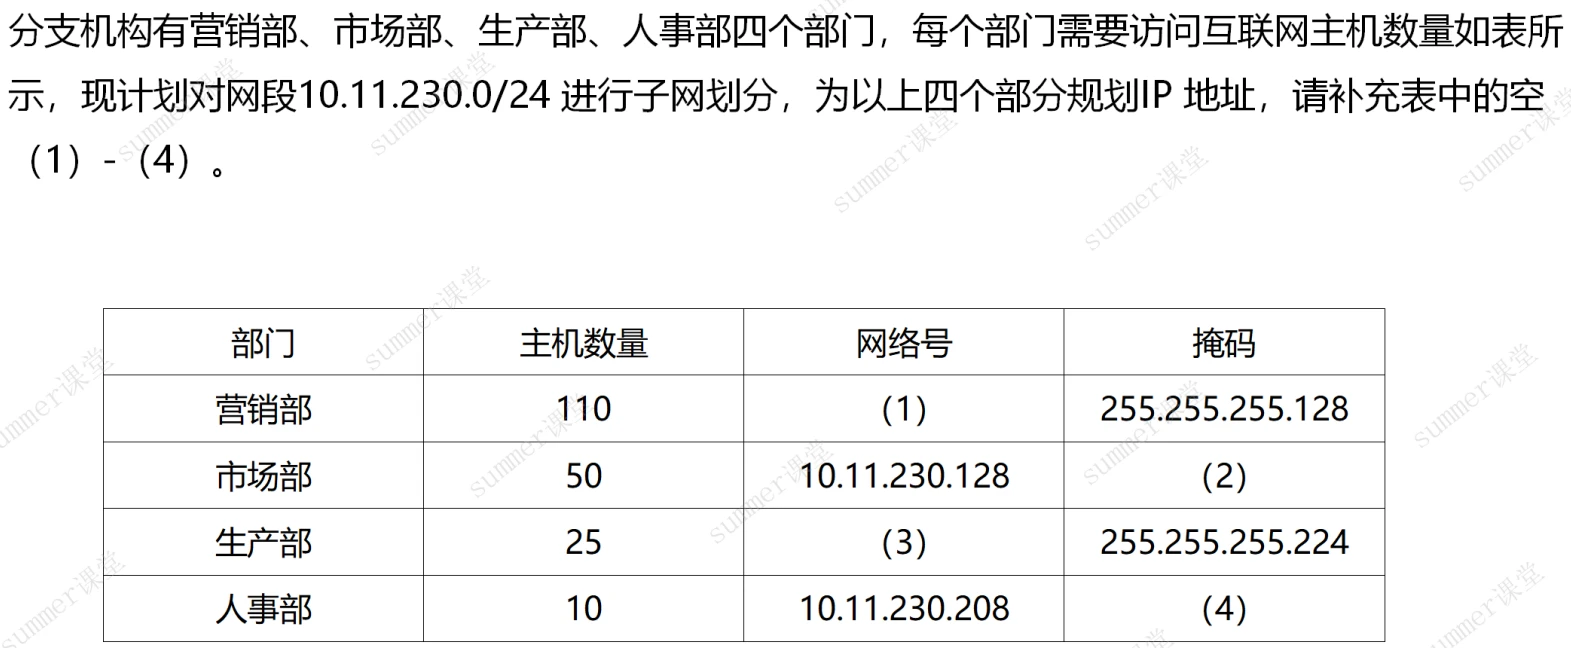 分支机构有营销部、市场部、生产部、人事部四个部门，每个部门需要访问互联网主机数量如表所
示，现计划对网段10.11.230.0/24 进行子网划分，为以上四个部分规划IP 地址，请补充表中的空
（1）-（4）。
部门 主机数量 网络号 掩码
营销部 110 （1） 255.255.255.128
市场部 50 10.11.230.128 （2）
生产部 25 （3） 255.255.255.224
人事部 10 10.11.230.208 （4）
summer课堂